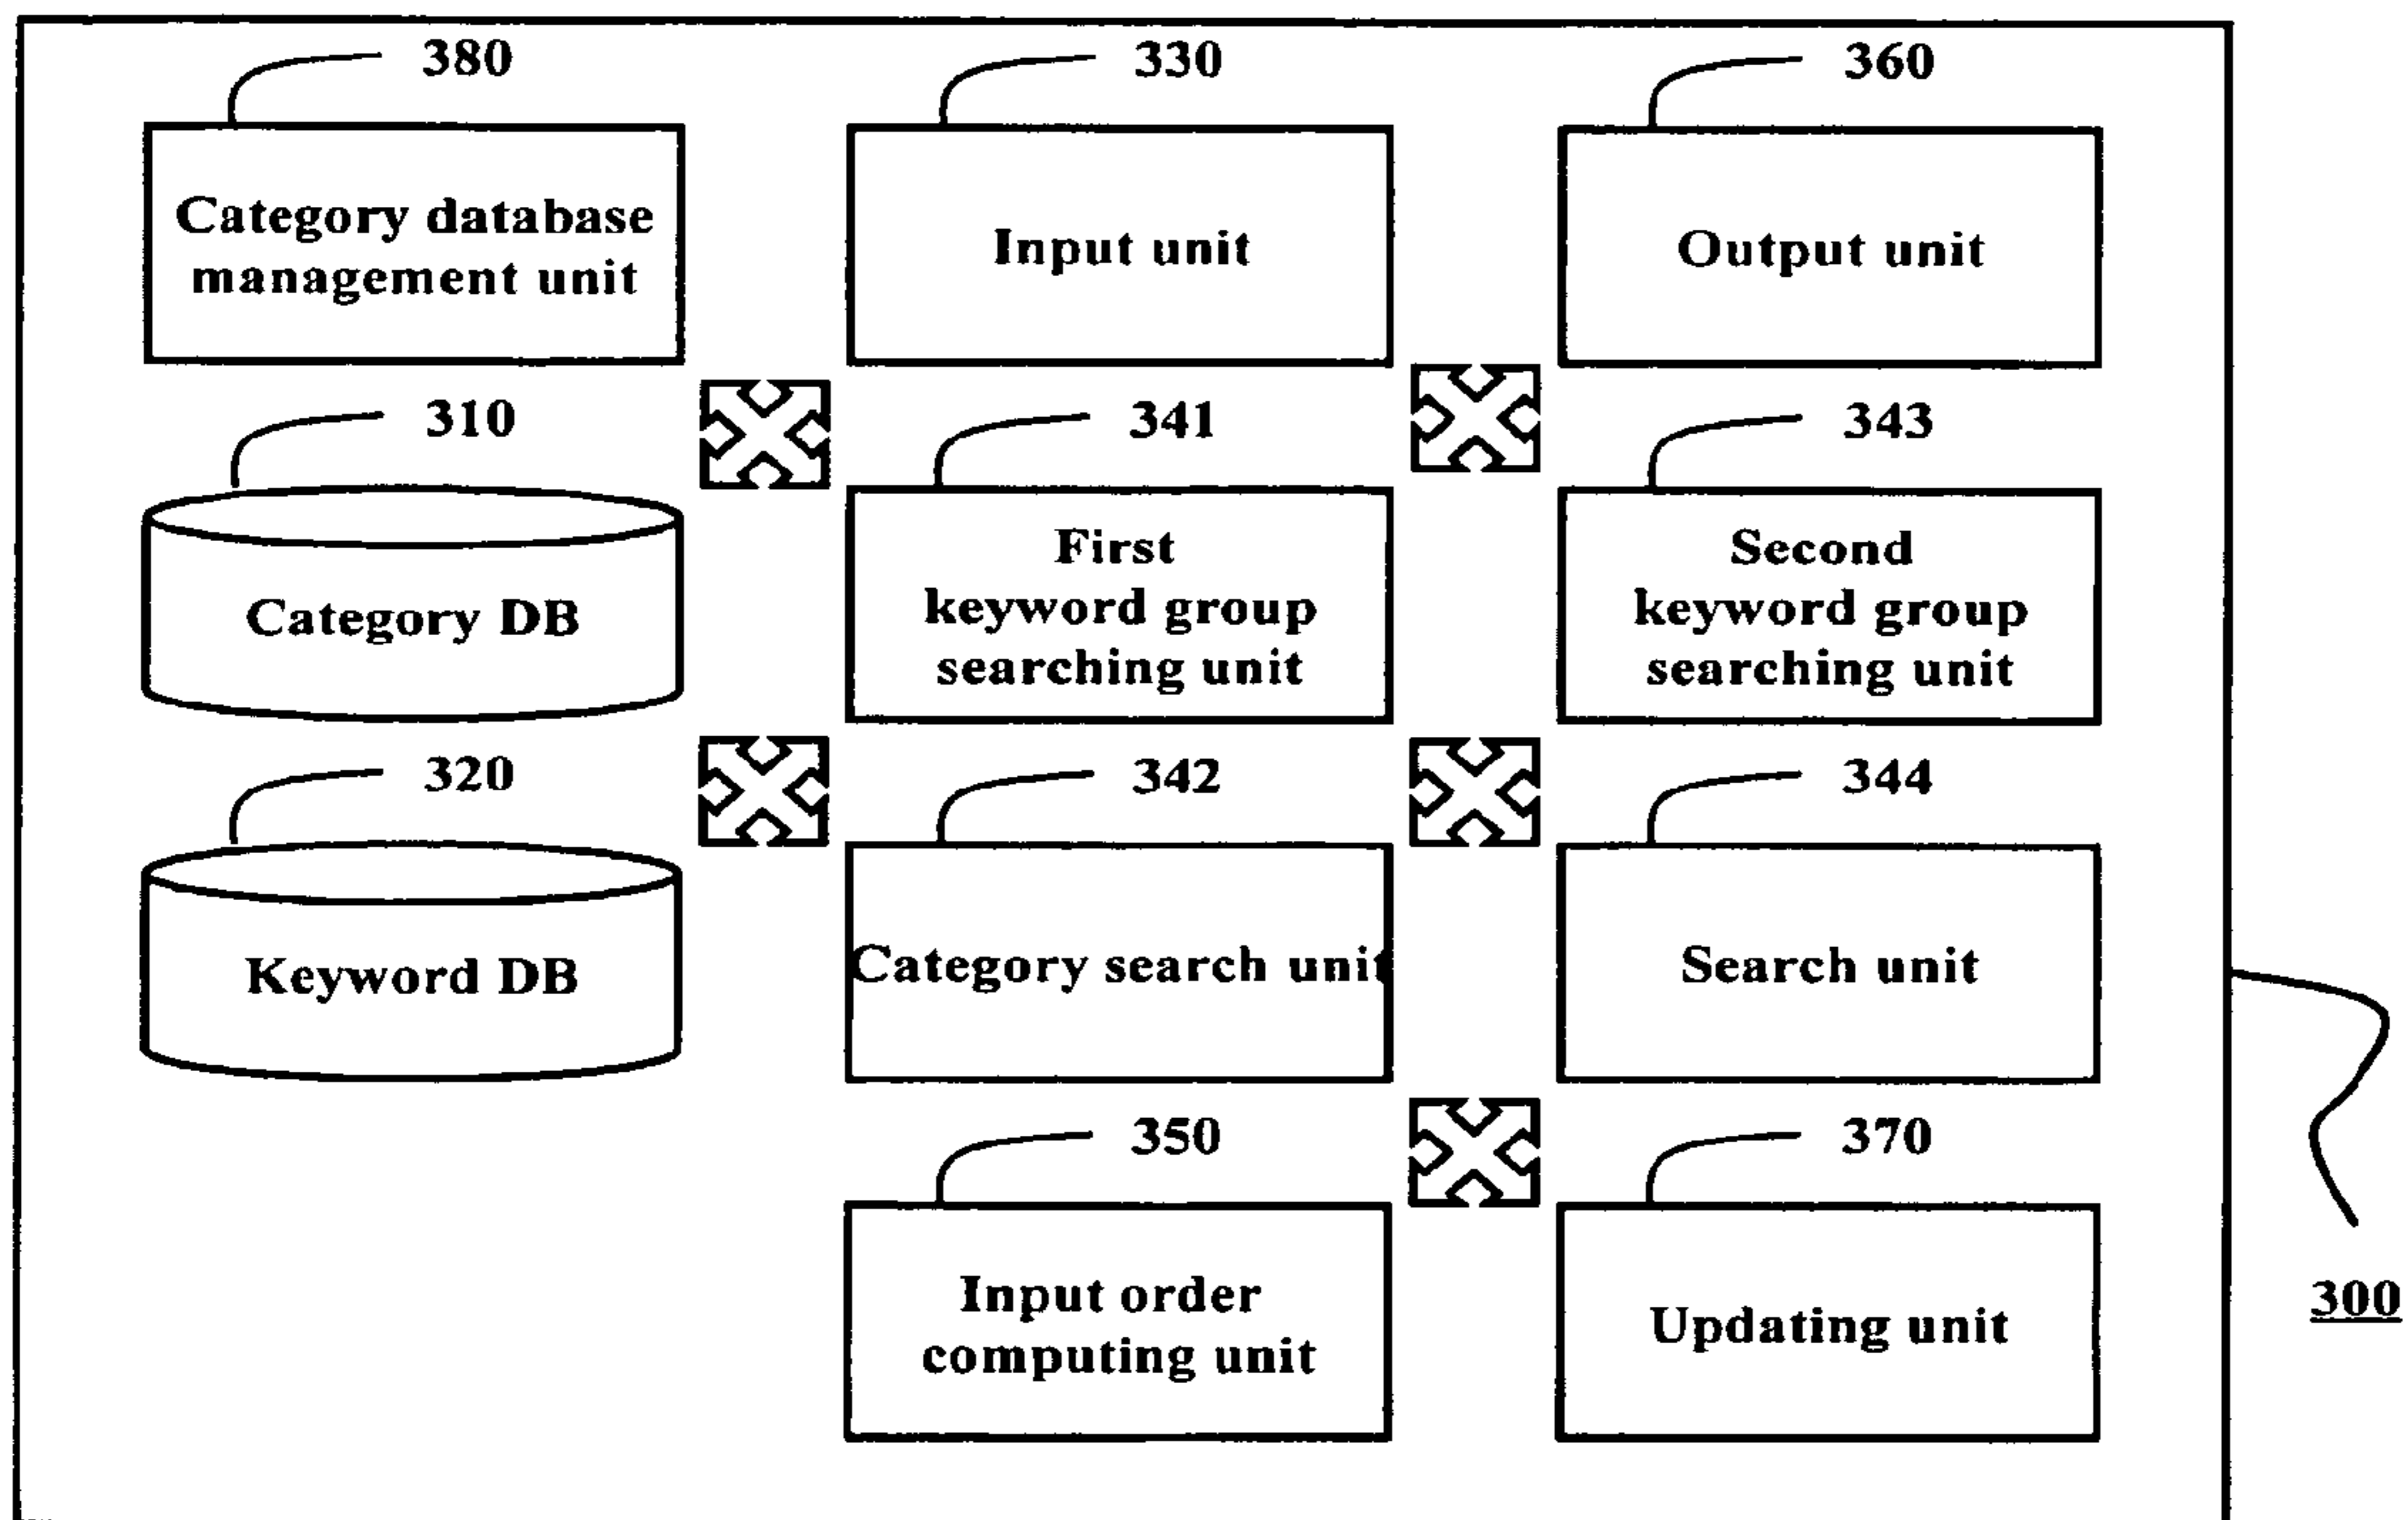 380
330
360
Category database
management unit
Input unit
Output unit
310
341
343
Category DB
First
keyword group
searching unit
Second
keyword group
searching unit
320
342
344
Keyword DB
Category search unit
Search unit
350
370
Input order
computing unit
Updating unit
300